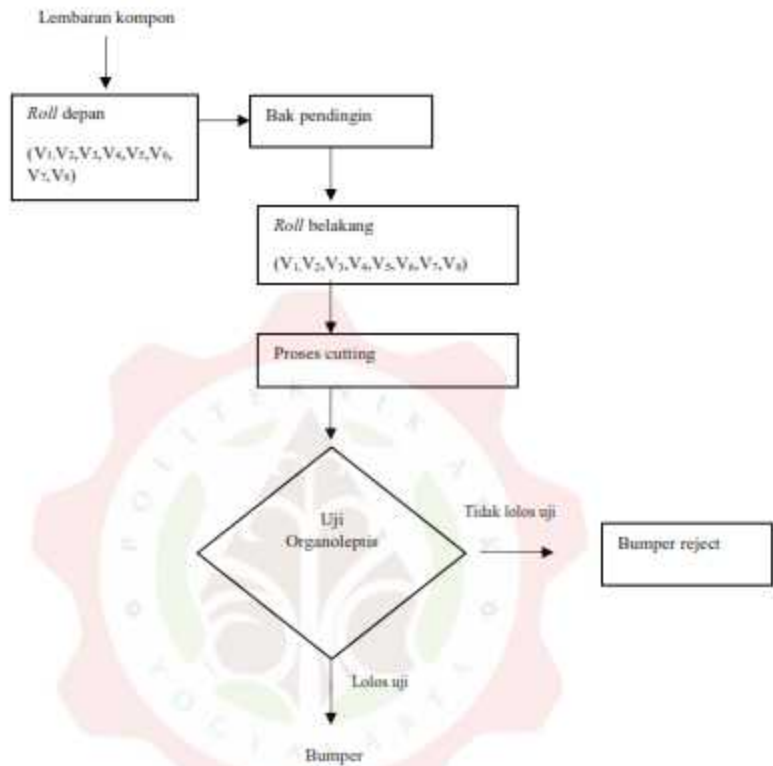 Lembaran kompon
Roll depan
(V1,V2,V3,V4,V5,V6,
V7,V8)
Bak pendingin
Roll belakang
(V1,V2,V3,V4,V5,V6,V7,V8)
Proses cutting
Uji
Organoleptis
Tidak lolos uji
Bumper reject
Lolos uji
Bumper